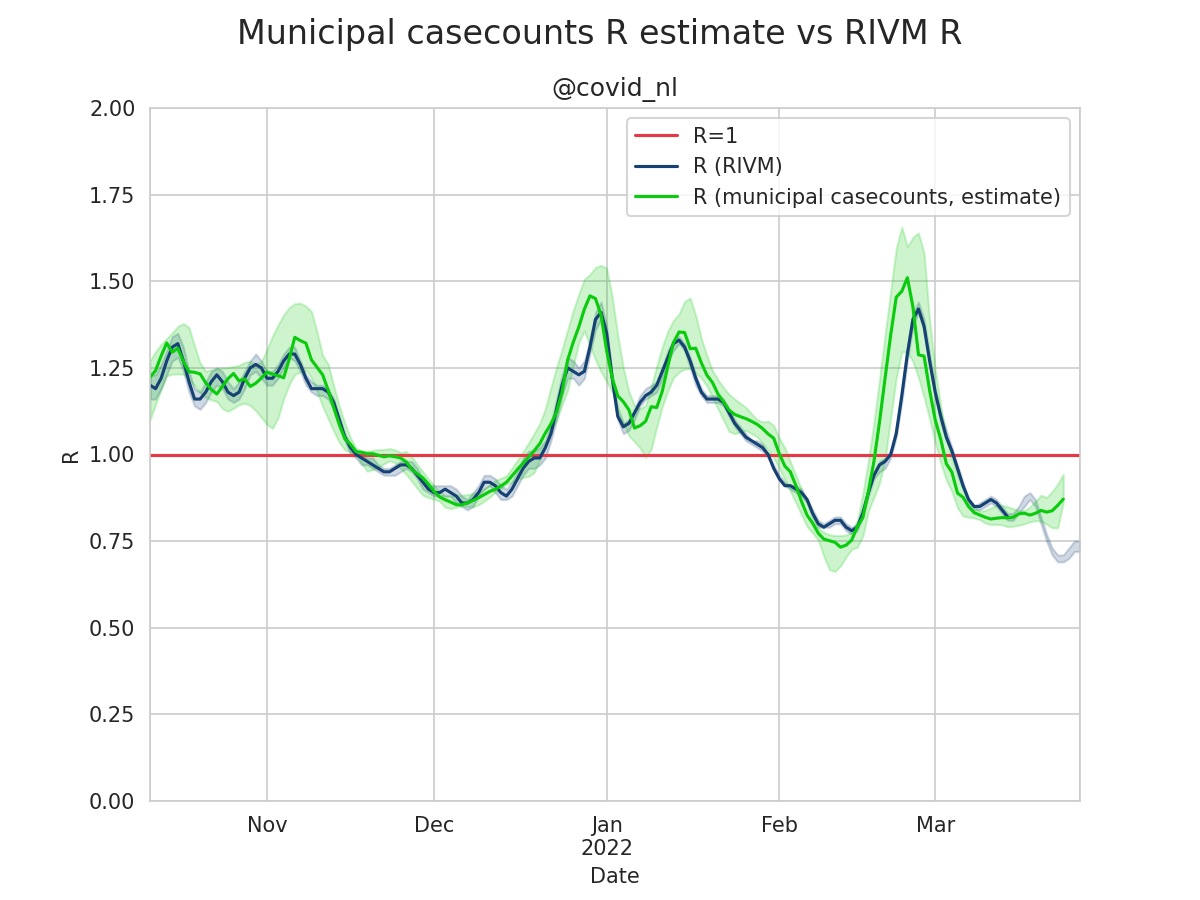 Municipal casecounts R estimate vs RIVM R
@covid_nl
2.00
1.75
1.50
1.25
1.00
0.75
0.50
0.25
0.00
R
R=1
R (RIVM)
R (municipal casecounts, estimate)
Nov
Dec
Jan
2022
Feb
Mar
Date